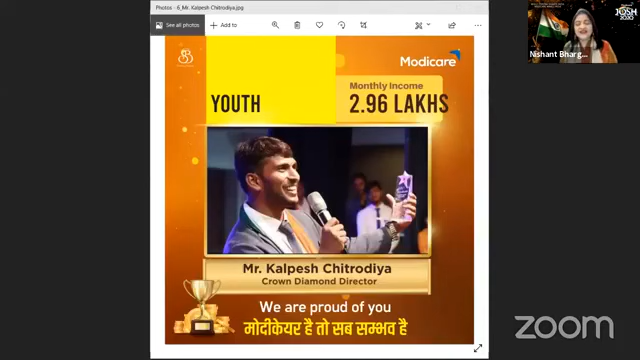 Photos - 6_Mr. Kalpesh Chitrodiya.jpg
See all photos
Add to
JOSH
Nishant Bharg...
Modicare
YOUTH
Monthly Income
2.96 LAKHS
Mr. Kalpesh Chitrodiya
Crown Diamond Director
We are proud of you
मोदीकेयर है तो सब सम्भव है
zoom